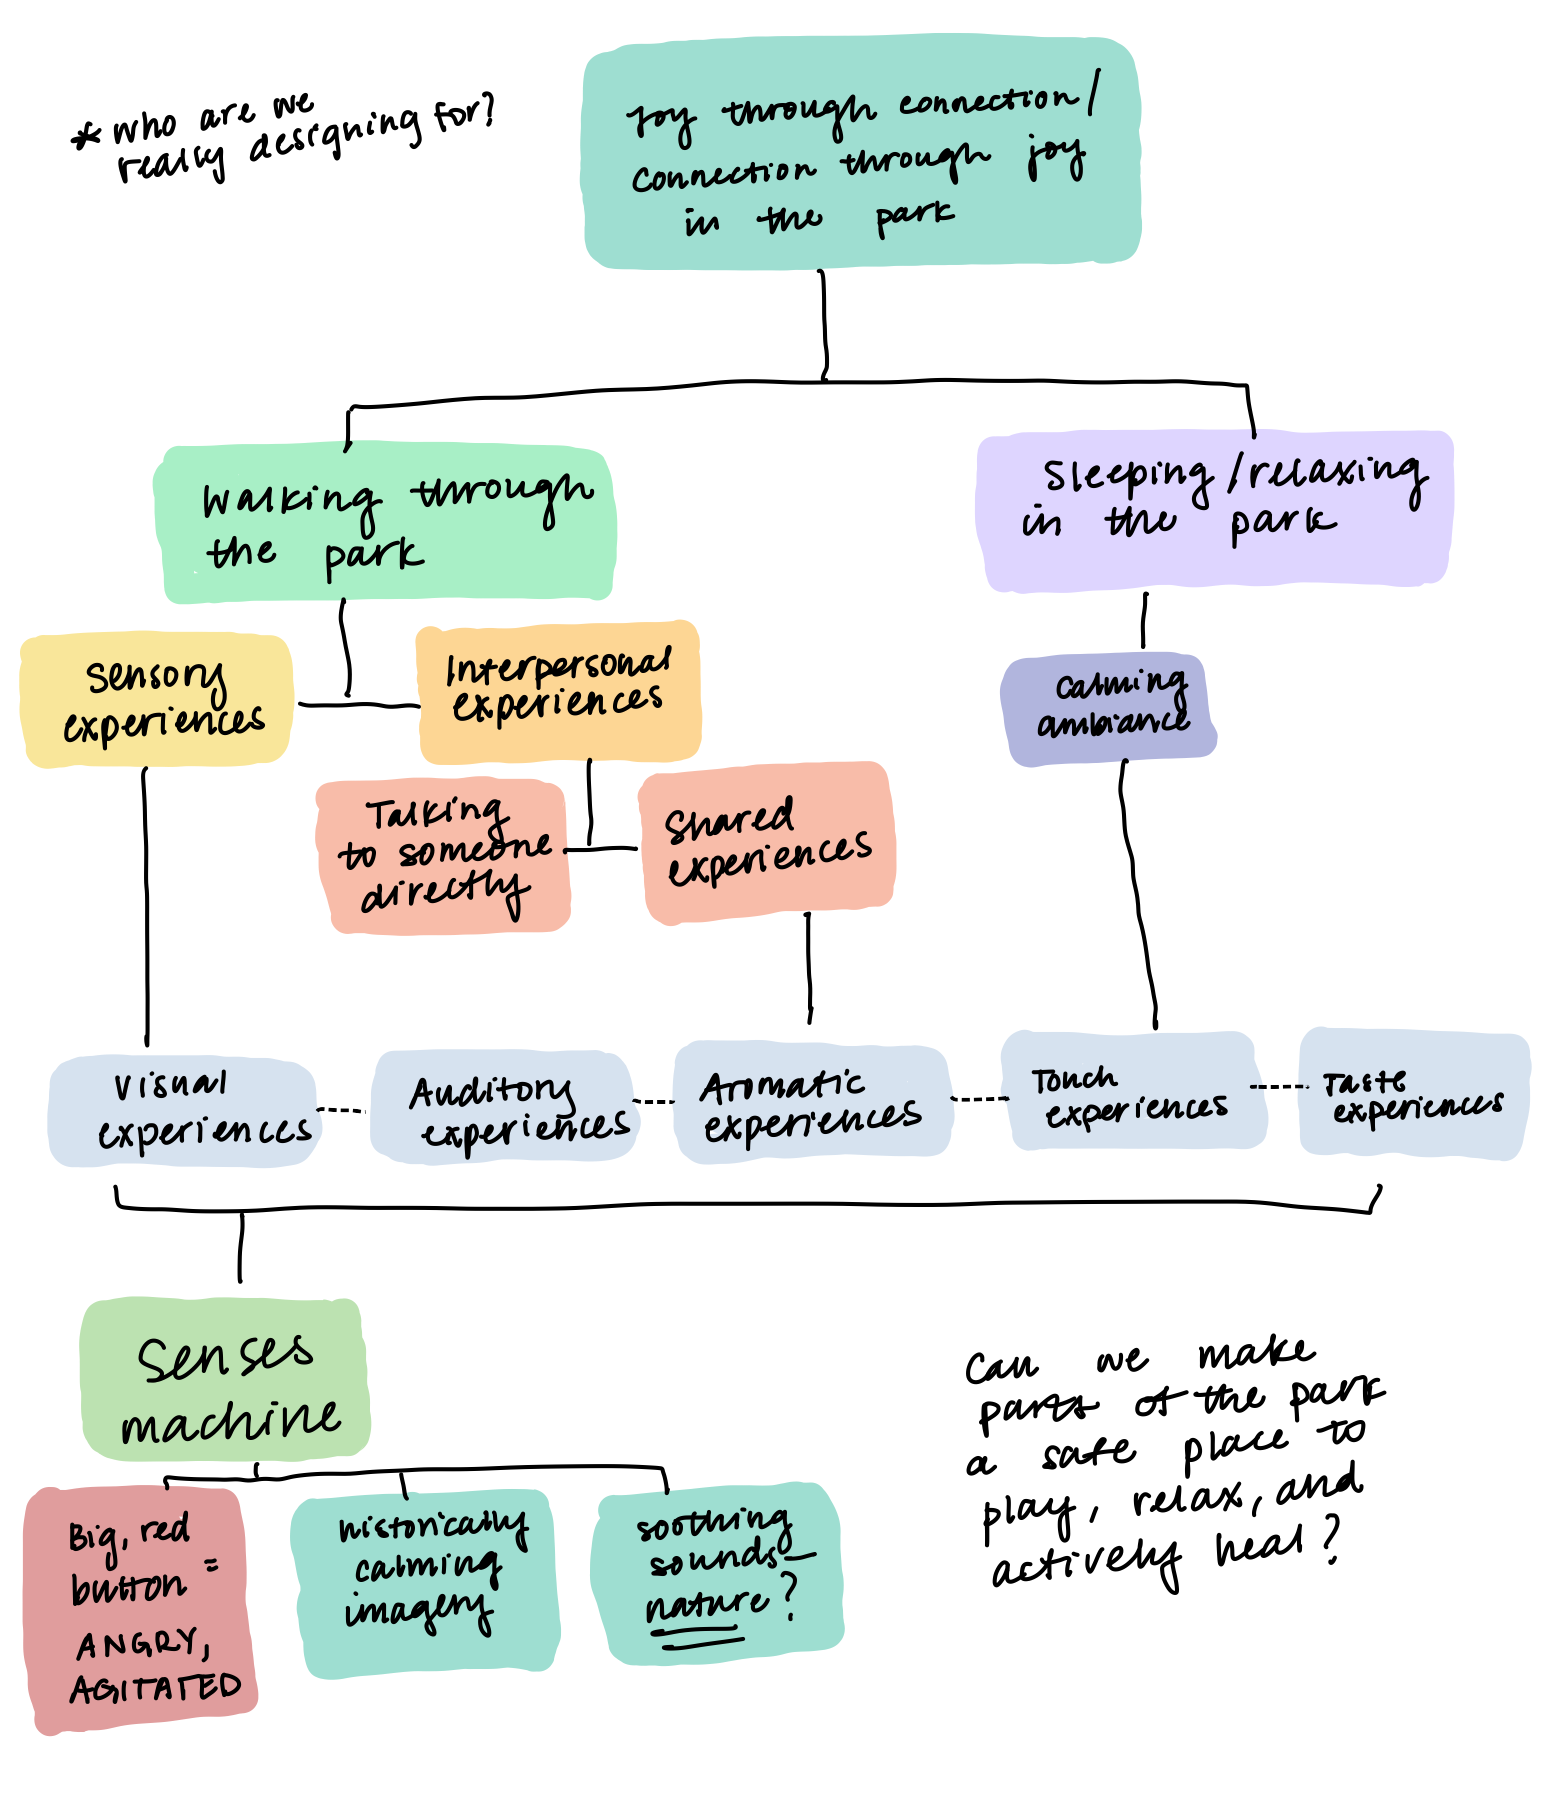 * who are we
really designing for?
Joy through connection/
connection through joy
in the park
Walking through
the park
Sleeping/relaxing
in the park
Sensory
experiences
Interpersonal
experiences
calming
ambiance
Talking
to someone
directly
Shared
experiences
Visual
experiences
Auditory
experiences
Aromatic
experiences
Touch
experiences
Taste
experiences
Senses
machine
Big, red
button =
ANGRY,
AGITATED
historically
calming
imagery
soothing
sounds—
nature?
Can we make
parts of the park
a safe place to
play, relax, and
actively heal?